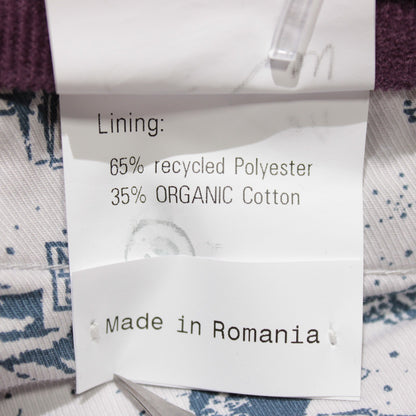 Lining:
65% recycled Polyester
35% ORGANIC Cotton
Made in Romania